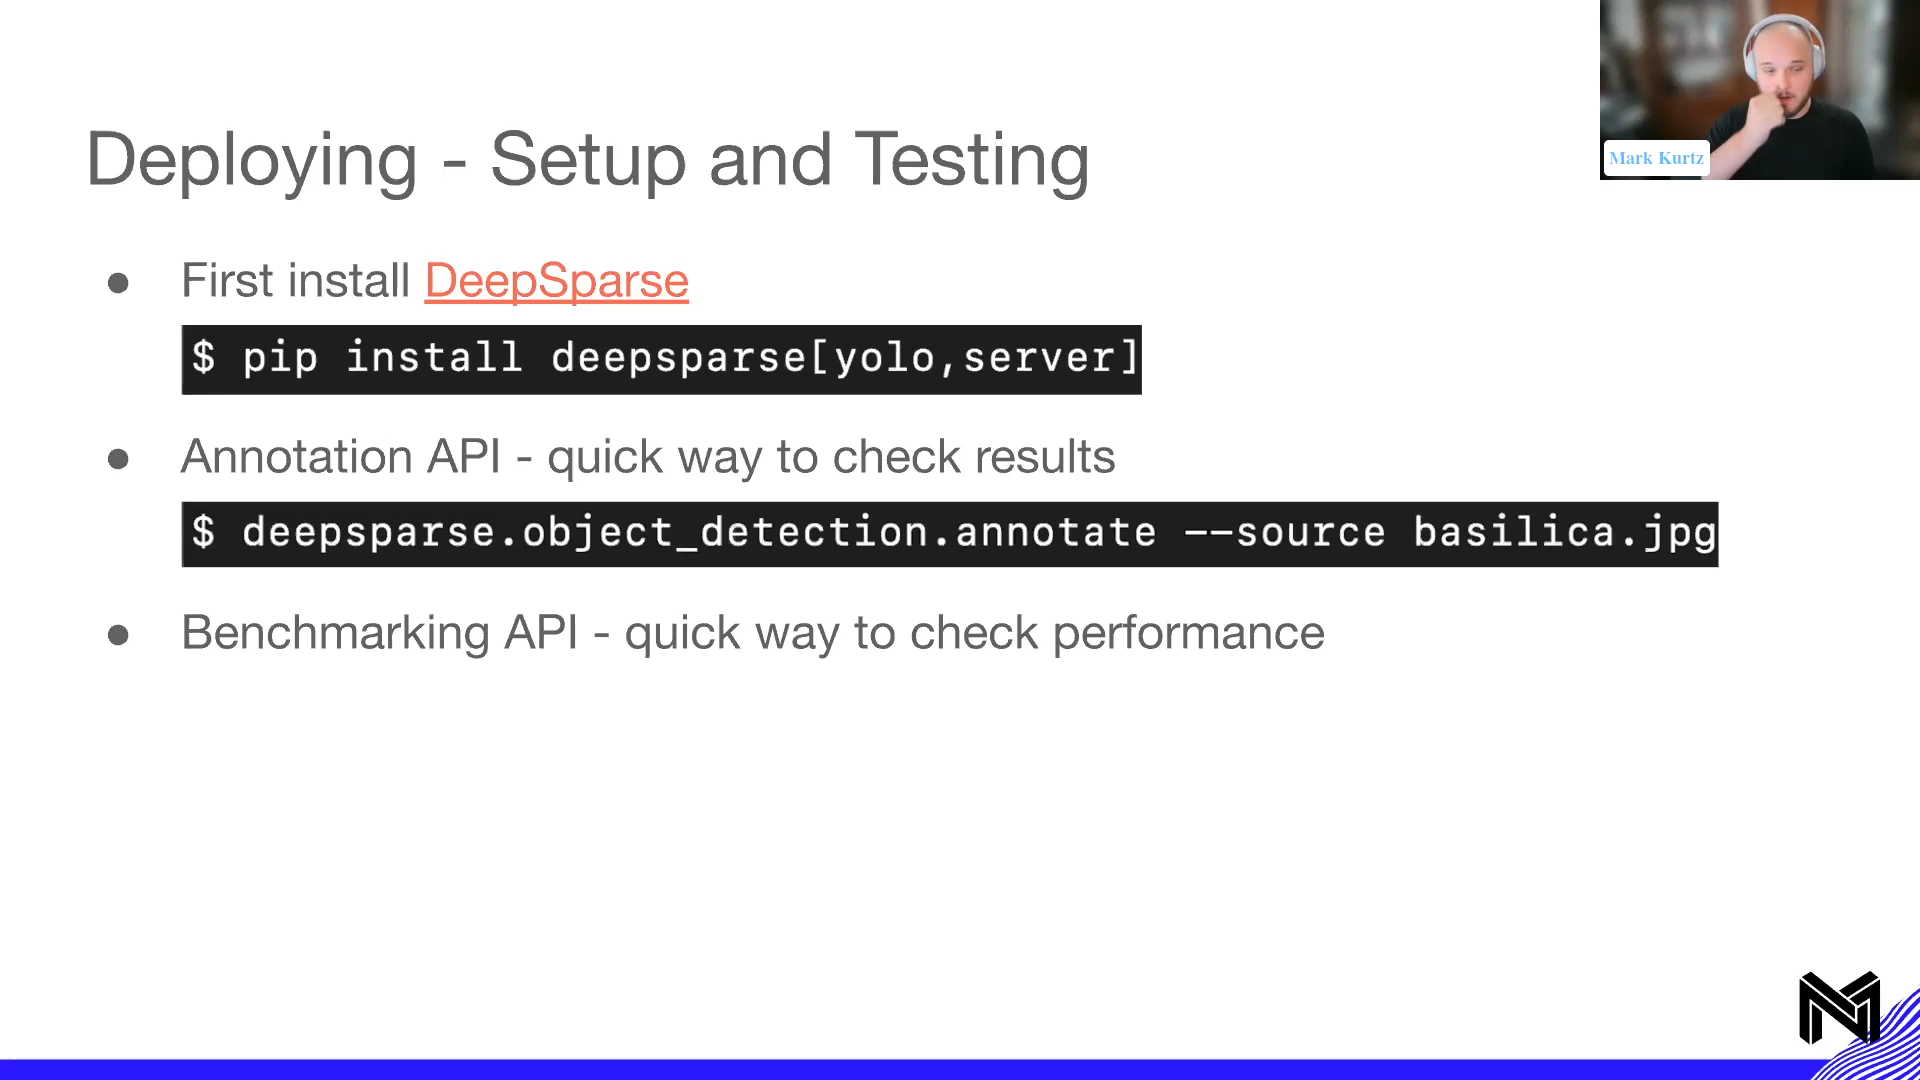 Deploying - Setup and Testing
Mark Kurtz
● First install DeepSparse
$ pip install deepsparse[yolo,server]
● Annotation API - quick way to check results
$ deepsparse.object_detection.annotate --source basilica.jpg
● Benchmarking API - quick way to check performance